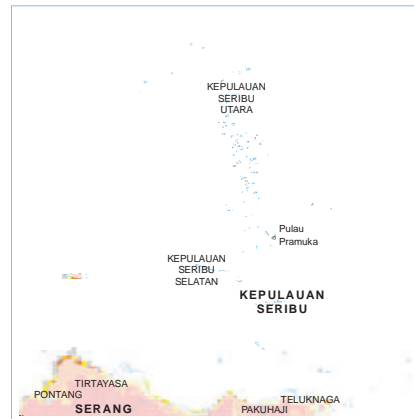 KEPULAUAN
SERIBU
UTARA
Pulau
Pramuka
KEPULAUAN
SERIBU
SELATAN
KEPULAUAN
SERIBU
TIRTAYASA
PONTANG
SERANG
TELUKNAGA
PAKUHAJI